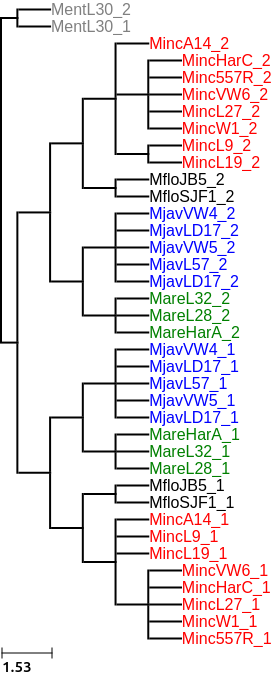 MentL30_2
MentL30_1
MincA14_2
MincHarC_2
Minc557R_2
MincVW6_2
MincL27_2
MincW1_2
MincL9_2
MincL19_2
MfloJB5_2
MfloSJF1_2
MjavVW4_2
MjavLD17_2
MjavVW5_2
MjavL57_2
MjavLD17_2
MareL32_2
MareL28_2
MareHarA_2
MjavVW4_1
MjavLD17_1
MjavL57_1
MjavVW5_1
MjavLD17_1
MareHarA_1
MareL32_1
MareL28_1
MfloJB5_1
MfloSJF1_1
MincA14_1
MincL9_1
MincL19_1
MincVW6_1
MincHarC_1
MincL27_1
MincW1_1
Minc557R_1
1.53